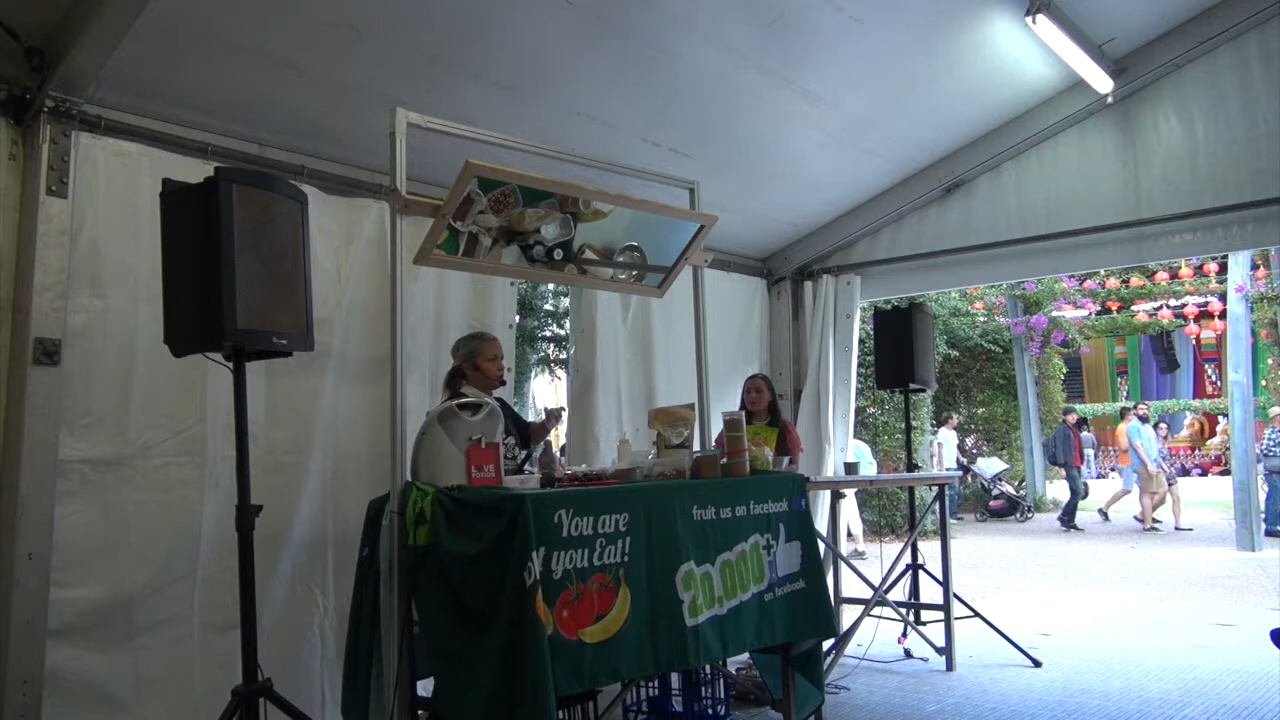 LOVE
POTION
You are
you Eat!
fruit us on facebook
20,000+
on facebook